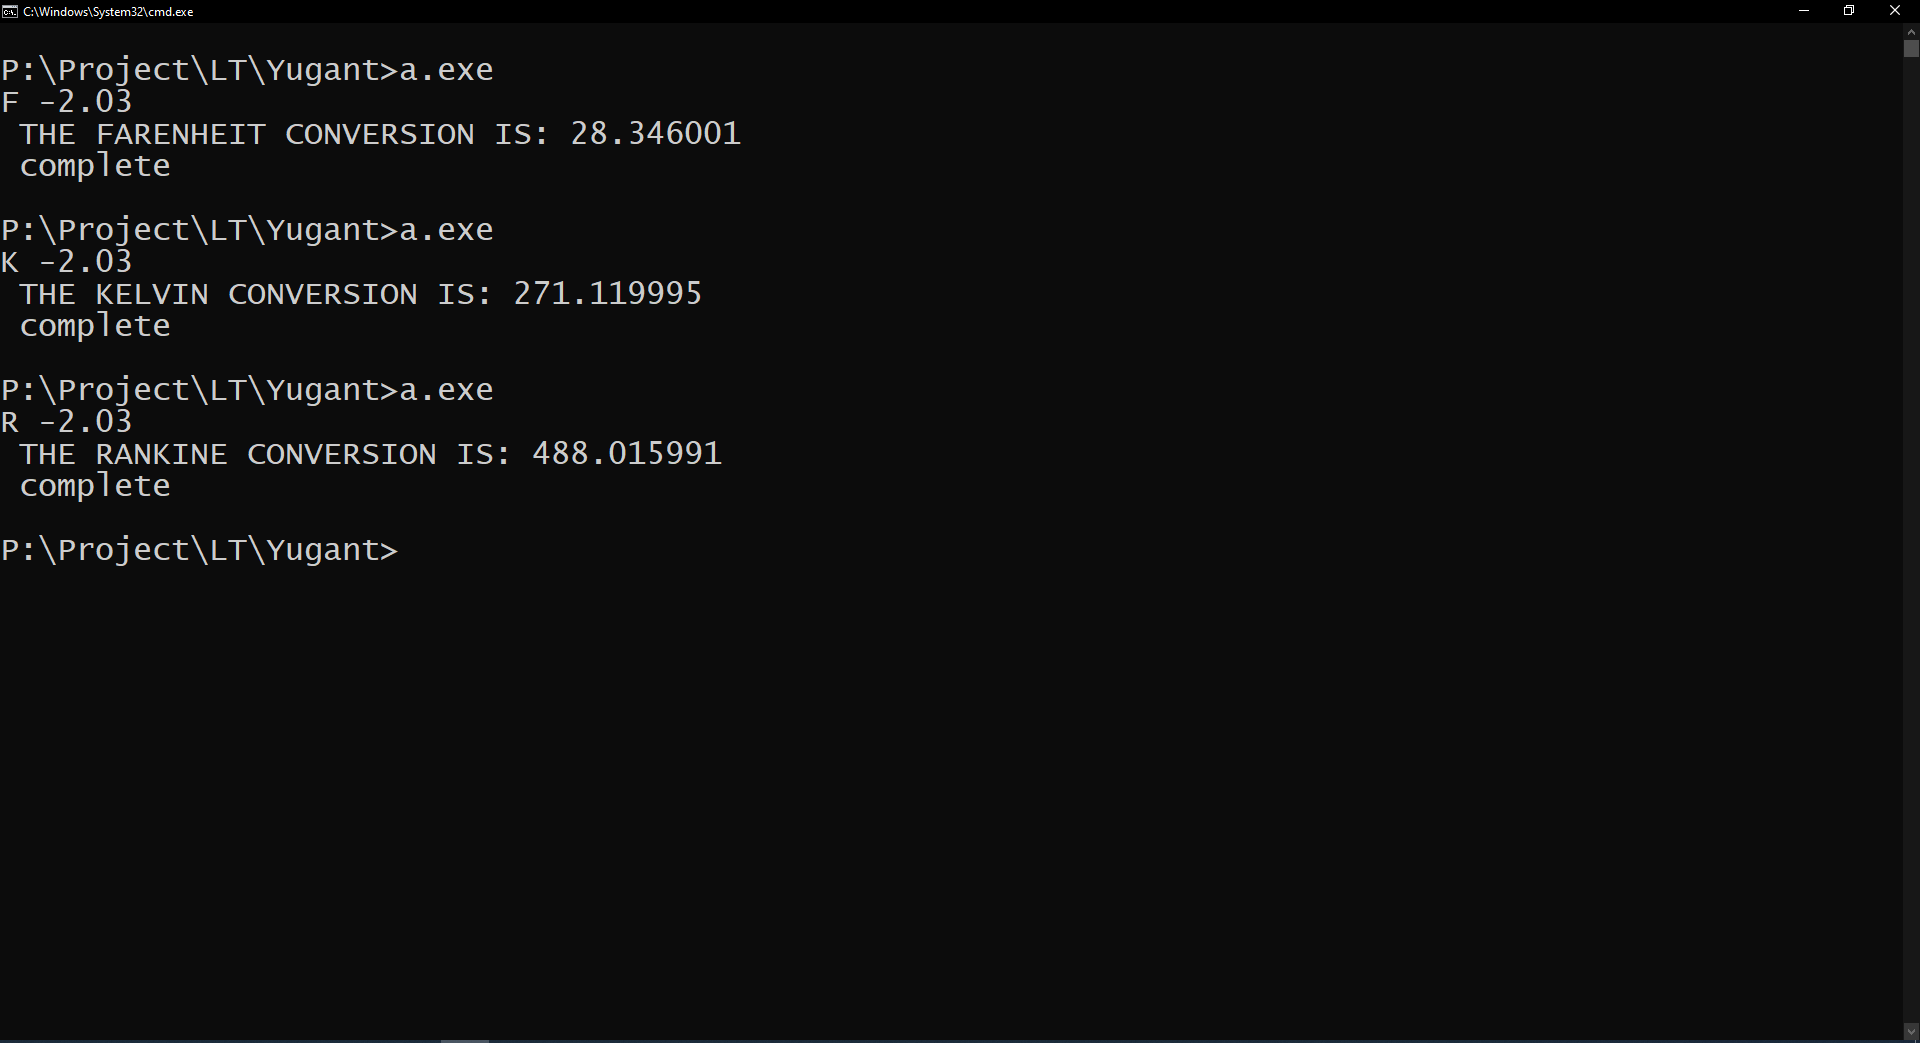 C:\Windows\System32\cmd.exe
P:\Project\LT\Yugant>a.exe
F -2.03
THE FARENHEIT CONVERSION IS: 28.346001
complete
P:\Project\LT\Yugant>a.exe
K -2.03
THE KELVIN CONVERSION IS: 271.119995
complete
P:\Project\LT\Yugant>a.exe
R -2.03
THE RANKINE CONVERSION IS: 488.015991
complete
P:\Project\LT\Yugant>